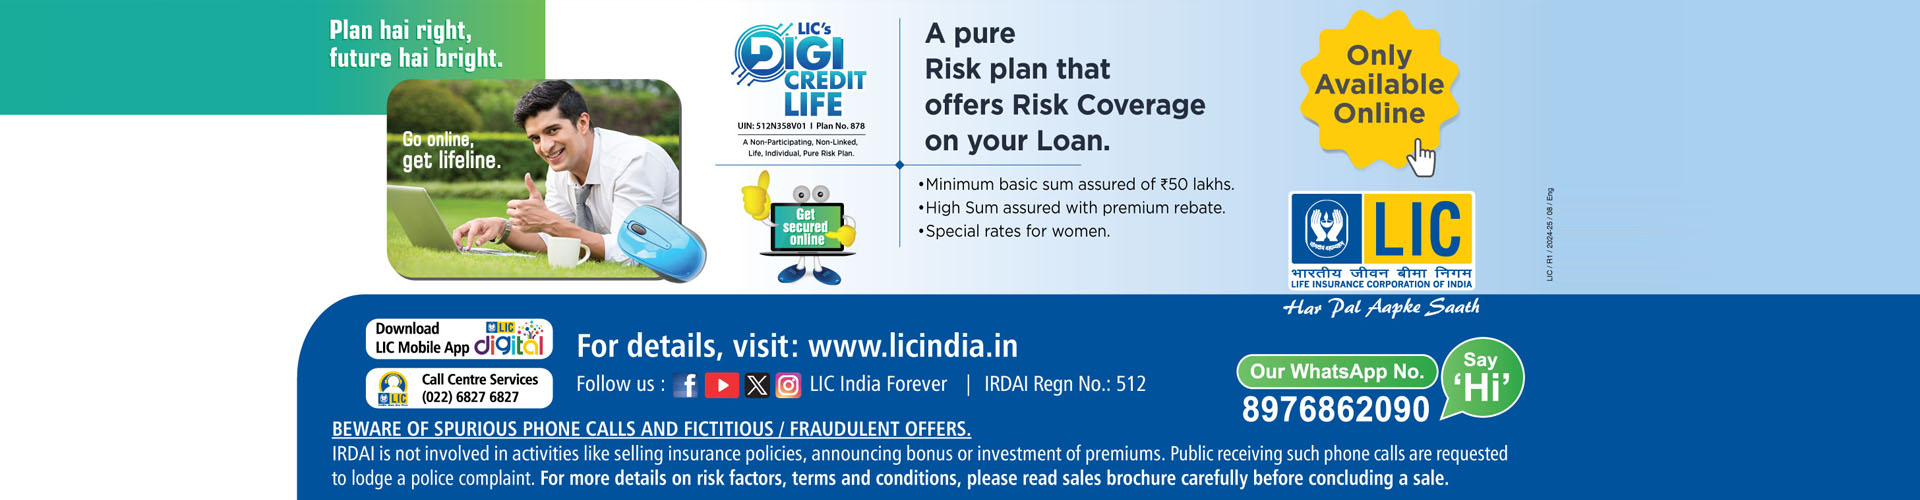 Plan hai right,
future hai bright.
Go online,
get lifeline.
LIC's
DIGI
CREDIT
LIFE
UIN: 512N358V01 I Plan No. 878
A Non-Participating, Non-Linked,
Life, Individual, Pure Risk Plan.
Get
secured
online
A pure
Risk plan that
offers Risk Coverage
on your Loan.
•Minimum basic sum assured of ₹50 lakhs.
•High Sum assured with premium rebate.
•Special rates for women.
Only
Available
Online
LIC
भारतीय जीवन बीमा निगम
LIFE INSURANCE CORPORATION OF INDIA
Har Pal Aapke Saath
LIC / R1 / 2024-25 / 08 / Eng
Download
LIC Mobile App
LIC
digital
LIC
Call Centre Services
(022) 6827 6827
For details, visit: www.licindia.in
Follow us : LIC India Forever | IRDAI Regn No.: 512
Our WhatsApp No.
8976862090
Say
'Hi'
BEWARE OF SPURIOUS PHONE CALLS AND FICTITIOUS / FRAUDULENT OFFERS.
IRDAI is not involved in activities like selling insurance policies, announcing bonus or investment of premiums. Public receiving such phone calls are requested
to lodge a police complaint. For more details on risk factors, terms and conditions, please read sales brochure carefully before concluding a sale.